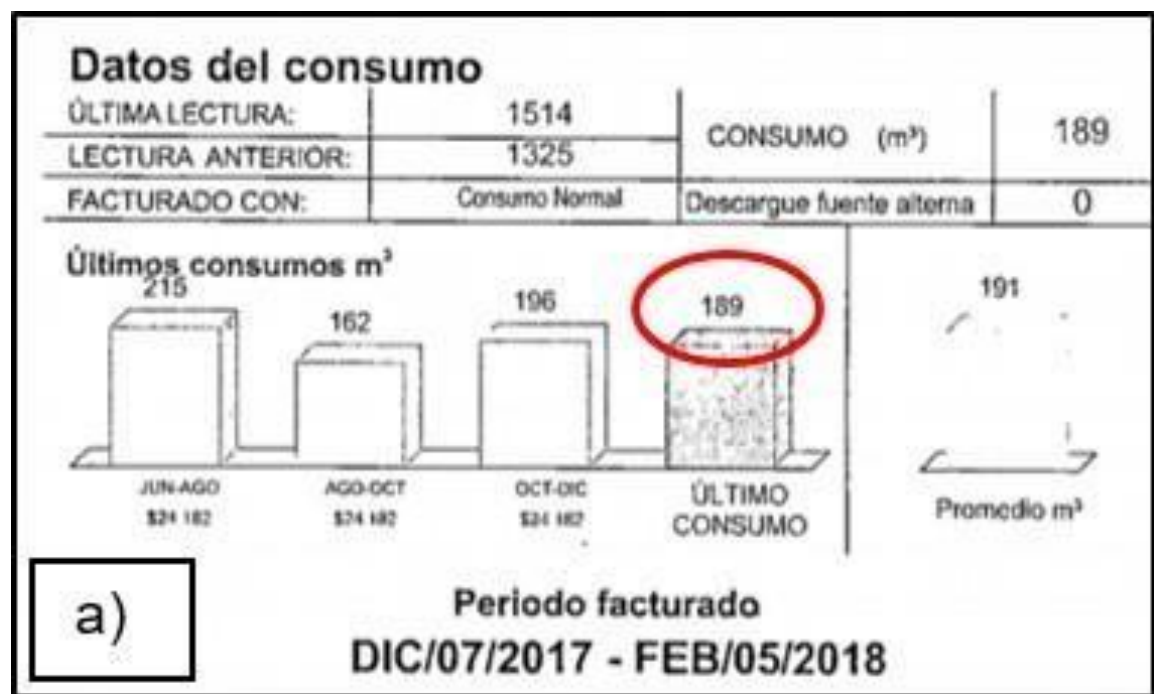 Datos del consumo
ÚLTIMA LECTURA: 1514
CONSUMO (m³) 189
LECTURA ANTERIOR: 1325
FACTURADO CON: Consumo Normal Descargue fuente alterna 0
Últimos consumos m³
215 162 196 189 191
JUN-AGO AGO-OCT OCT-DIC ÚLTIMO
CONSUMO
$24 182
Promedio m³
a)
Periodo facturado
DIC/07/2017 - FEB/05/2018